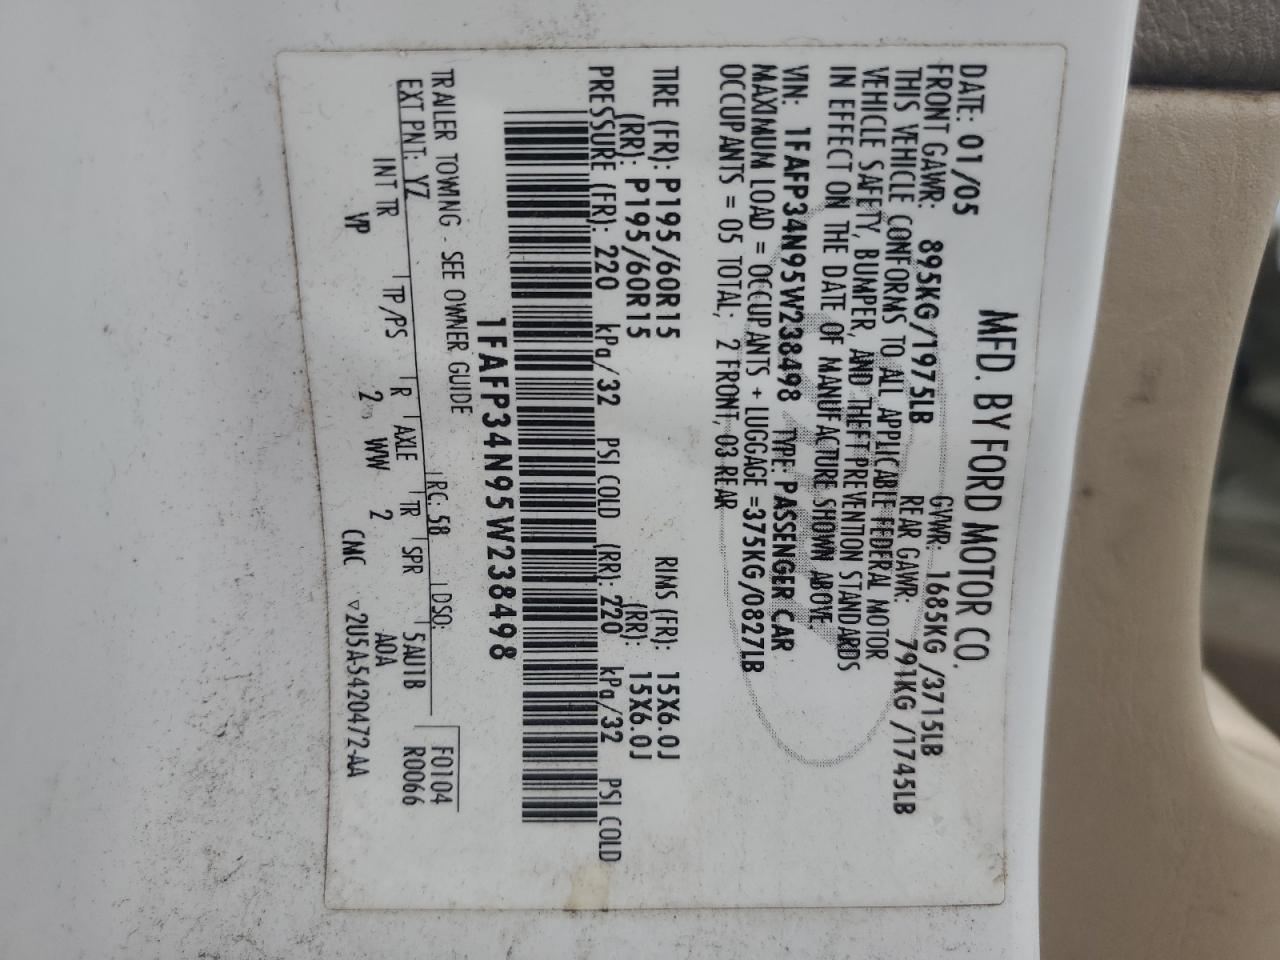 MFD. BY FORD MOTOR CO.
DATE: 01/05 GVWR: 1685KG /3715LB
FRONT GAWR: 895KG/1975LB REAR GAWR: 791KG /1745LB
THIS VEHICLE CONFORMS TO ALL APPLICABLE FEDERAL MOTOR
VEHICLE SAFETY, BUMPER, AND THEFT PREVENTION STANDARDS
IN EFFECT ON THE DATE OF MANUFACTURE SHOWN ABOVE.
VIN: 1FAFP34N95W238498 TYPE: PASSENGER CAR
MAXIMUM LOAD = OCCUPANTS + LUGGAGE =375KG/0827LB
OCCUPANTS = 05 TOTAL; 2 FRONT, 03 REAR
TIRE (FR): P195/60R15 RIMS (FR): 15X6.0J
(RR): P195/60R15 (RR): 15X6.0J
PRESSURE (FR): 220 kPa/32 PSI COLD (RR): 220 kPa/32 PSI COLD
1FAFP34N95W238498
TRAILER TOWING - SEE OWNER GUIDE
F0104
EXT PNT: YZ RC: 58 DSO: R0066
INT TR TP/PS R AXLE TR SPR 5AU1B
VP 2 WW 2 AOA
CMC ▽2U5A-5420472-AA